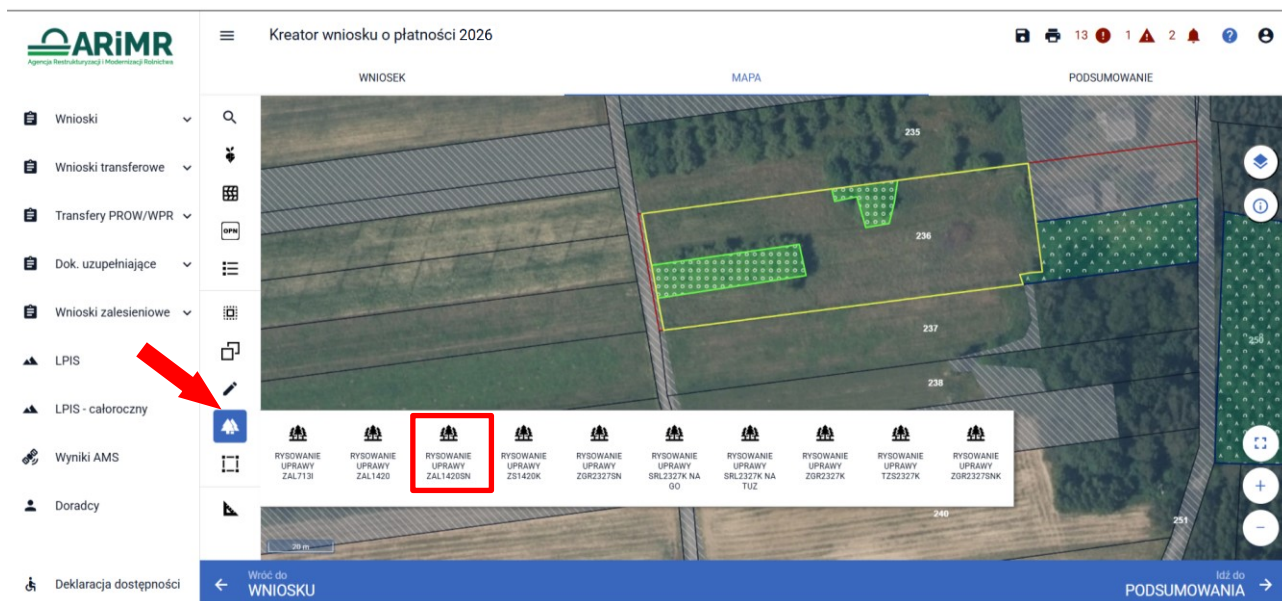 ARiMR
Agencja Restrukturyzacji i Modernizacji Rolnictwa
Kreator wniosku o płatności 2026
13
1
2
WNIOSEK
MAPA
PODSUMOWANIE
Wnioski
Wnioski transferowe
Transfery PROW/WPR
Dok. uzupełniające
Wnioski zalesieniowe
LPIS
LPIS - całoroczny
Wyniki AMS
Doradcy
Deklaracja dostępności
GPN
235
236
237
238
240
250
251
20 m
RYSOWANIE
UPRAWY
ZAL713I
RYSOWANIE
UPRAWY
ZAL1420
RYSOWANIE
UPRAWY
ZAL1420SN
RYSOWANIE
UPRAWY
ZS1420K
RYSOWANIE
UPRAWY
ZGR2327SN
RYSOWANIE
UPRAWY
SRL2327K NA
GO
RYSOWANIE
UPRAWY
SRL2327K NA
TUZ
RYSOWANIE
UPRAWY
ZGR2327K
RYSOWANIE
UPRAWY
TZS2327K
RYSOWANIE
UPRAWY
ZGR2327SNK
Wróć do
WNIOSKU
Idź do
PODSUMOWANIA